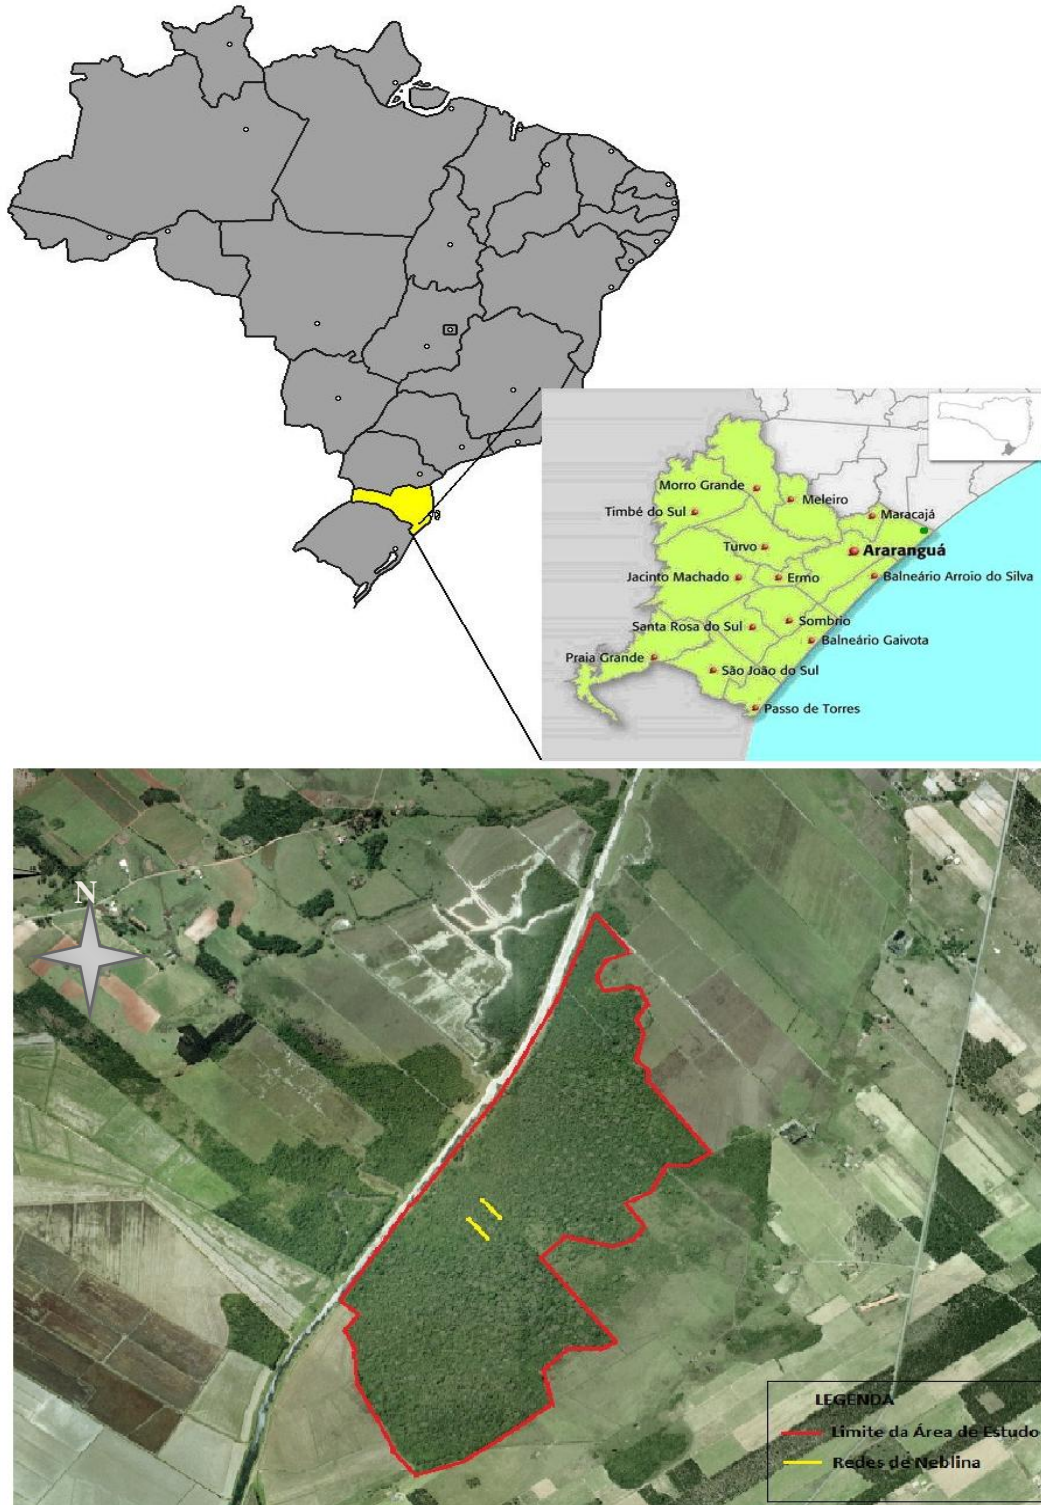 Morro Grande
Meleiro
Timbé do Sul
Maracajá
Turvo
Araranguá
Jacinto Machado
Ermo
Balneário Arroio do Silva
Santa Rosa do Sul
Sombrio
Balneário Gaivota
Praia Grande
São João do Sul
Passo de Torres
N
LEGENDA
Limite da Área de Estudo
Redes de Neblina